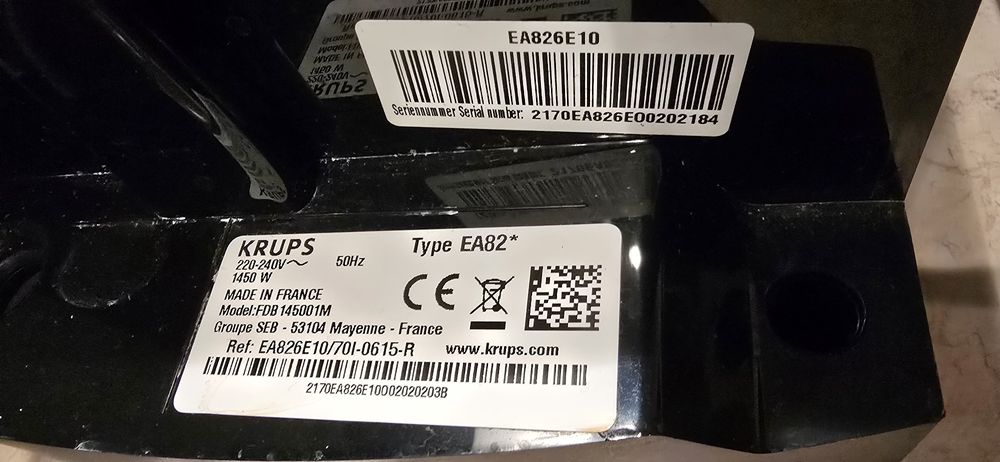 EA826E10
Seriennummer Serial number: 2170EA826E00202184
KRUPS
Type EA82*
220-240V~
50Hz
1450 W
MADE IN FRANCE
Model:FDB145001M
Groupe SEB - 53104 Mayenne - France
Ref: EA826E10/70I-0615-R
www.krups.com
2170EA826E10O02020203B